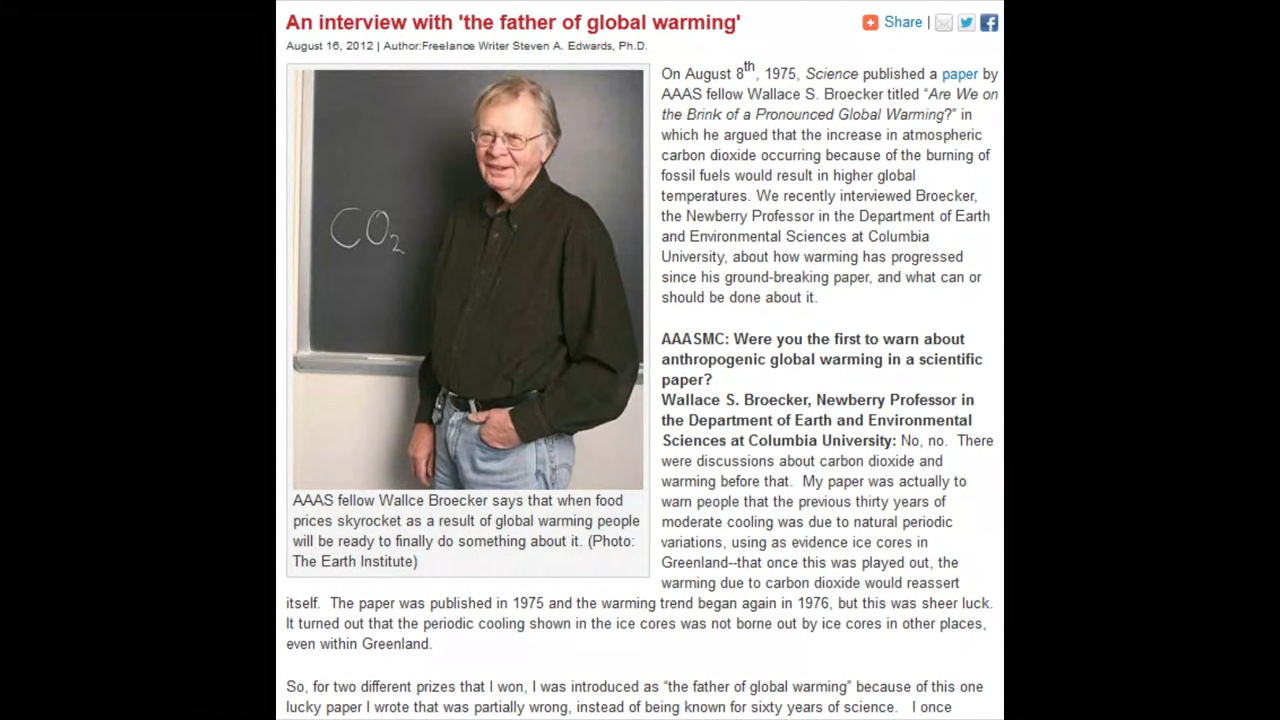 An interview with 'the father of global warming'
Share |
August 16, 2012 | Author:Freelance Writer Steven A. Edwards, Ph.D.
CO2
AAAS fellow Wallce Broecker says that when food
prices skyrocket as a result of global warming people
will be ready to finally do something about it. (Photo:
The Earth Institute)
On August 8th, 1975, Science published a paper by
AAAS fellow Wallace S. Broecker titled “Are We on
the Brink of a Pronounced Global Warming?” in
which he argued that the increase in atmospheric
carbon dioxide occurring because of the burning of
fossil fuels would result in higher global
temperatures. We recently interviewed Broecker,
the Newberry Professor in the Department of Earth
and Environmental Sciences at Columbia
University, about how warming has progressed
since his ground-breaking paper, and what can or
should be done about it.
AAASMC: Were you the first to warn about
anthropogenic global warming in a scientific
paper?
Wallace S. Broecker, Newberry Professor in
the Department of Earth and Environmental
Sciences at Columbia University: No, no. There
were discussions about carbon dioxide and
warming before that. My paper was actually to
warn people that the previous thirty years of
moderate cooling was due to natural periodic
variations, using as evidence ice cores in
Greenland--that once this was played out, the
warming due to carbon dioxide would reassert
itself. The paper was published in 1975 and the warming trend began again in 1976, but this was sheer luck.
It turned out that the periodic cooling shown in the ice cores was not borne out by ice cores in other places,
even within Greenland.
So, for two different prizes that I won, I was introduced as “the father of global warming” because of this one
lucky paper I wrote that was partially wrong, instead of being known for sixty years of science. I once